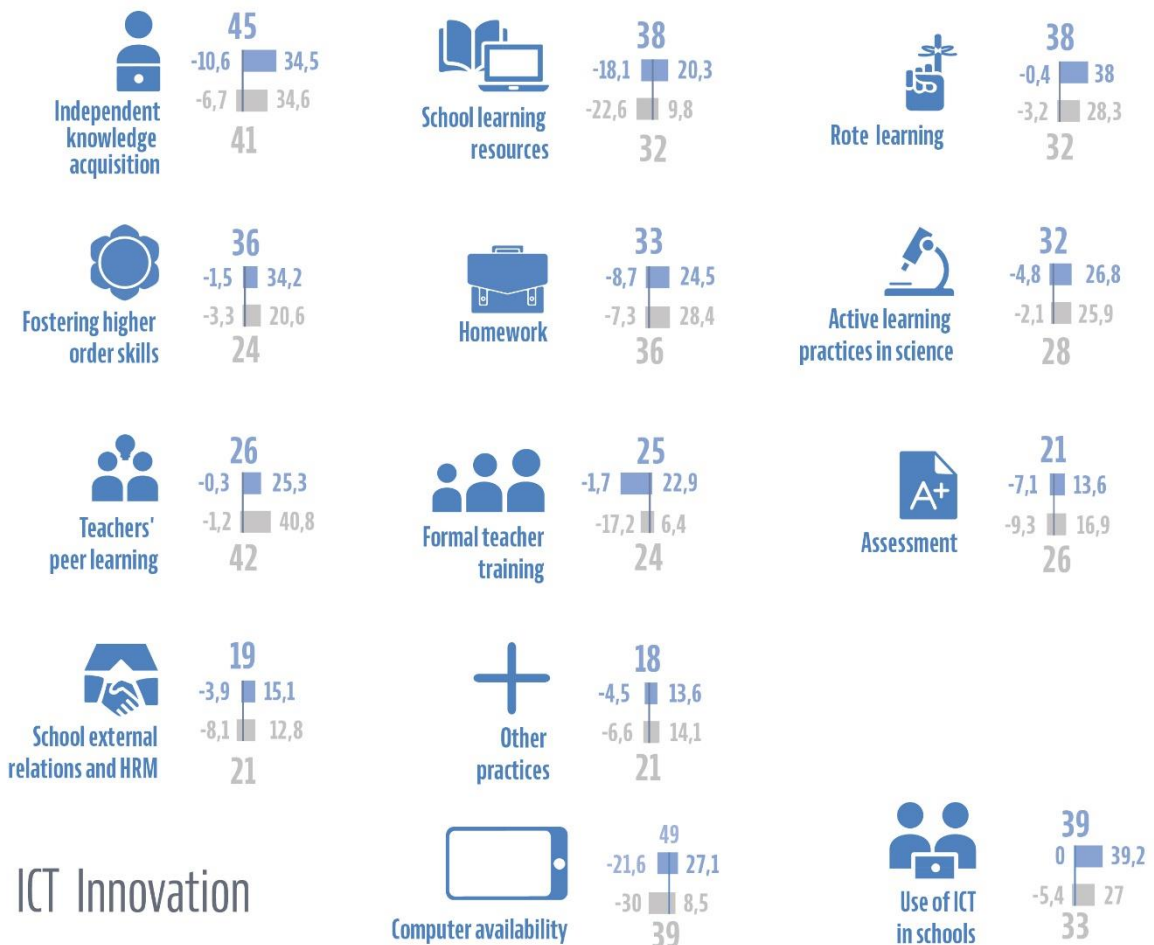 45
-10,6 34,5
-6,7 34,6
41
Independent
knowledge
acquisition
38
-18,1 20,3
-22,6 9,8
32
School learning
resources
38
-0,4 38
-3,2 28,3
32
Rote learning
36
-1,5 34,2
-3,3 20,6
24
Fostering higher
order skills
33
-8,7 24,5
-7,3 28,4
36
Homework
32
-4,8 26,8
-2,1 25,9
28
Active learning
practices in science
26
-0,3 25,3
-1,2 40,8
42
Teachers'
peer learning
25
-1,7 22,9
-17,2 6,4
24
Formal teacher
training
A+
21
-7,1 13,6
-9,3 16,9
26
Assessment
19
-3,9 15,1
-8,1 12,8
21
School external
relations and HRM
18
-4,5 13,6
-6,6 14,1
21
Other
practices
ICT Innovation
49
-21,6 27,1
-30 8,5
39
Computer availability
39
0 39,2
-5,4 27
33
Use of ICT
in schools